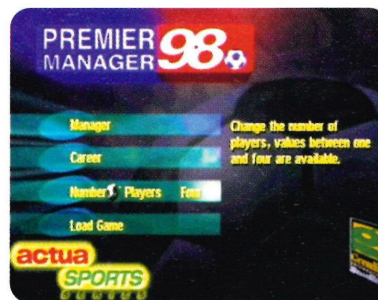 PREMIER
MANAGER 98
Manager
Career
Number Players Four
Load Game
Change the number of
players, values between one
and four are available.
actua
SPORTS
SERIES